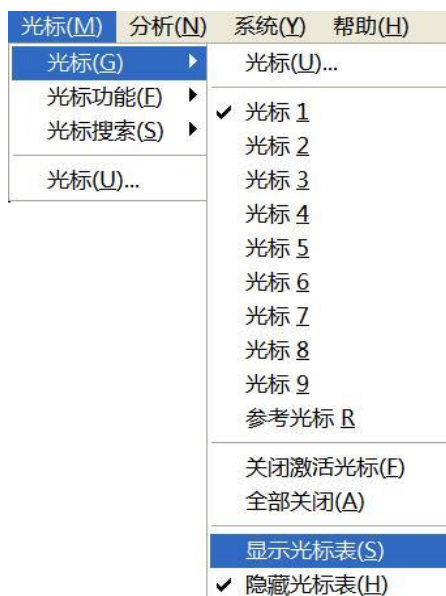 光标(M) 分析(N) 系统(Y) 帮助(H)
光标(G)
光标功能(F)
光标搜索(S)
光标(U)...
光标(U)...
光标 1
光标 2
光标 3
光标 4
光标 5
光标 6
光标 7
光标 8
光标 9
参考光标 R
关闭激活光标(F)
全部关闭(A)
显示光标表(S)
隐藏光标表(H)